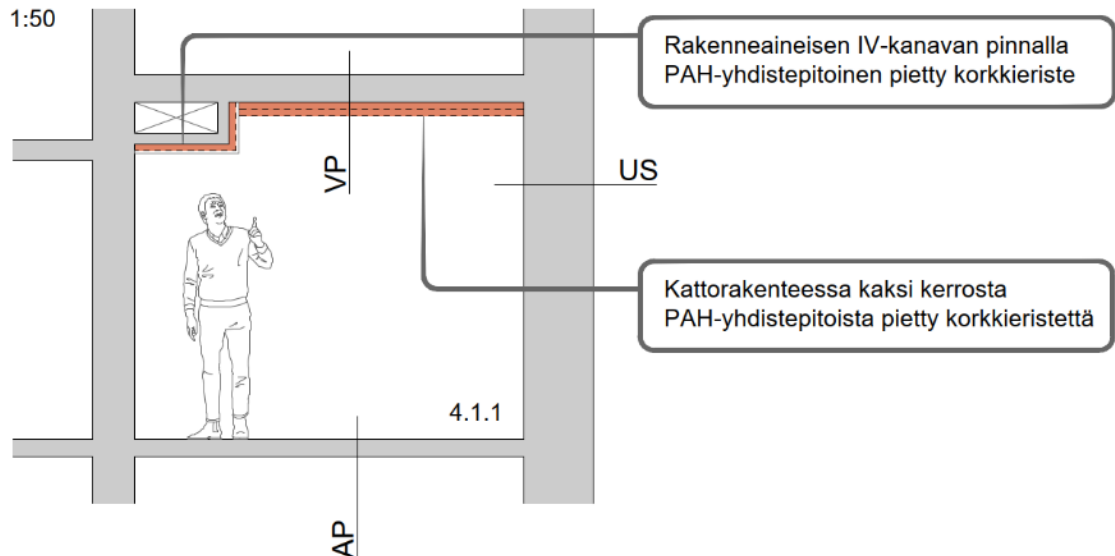 1:50
Rakenneaineisen IV-kanavan pinnalla
PAH-yhdistepitoinen pietty korkkieriste
VP
US
Kattorakenteessa kaksi kerrosta
PAH-yhdistepitoista pietty korkkieristettä
4.1.1
AP